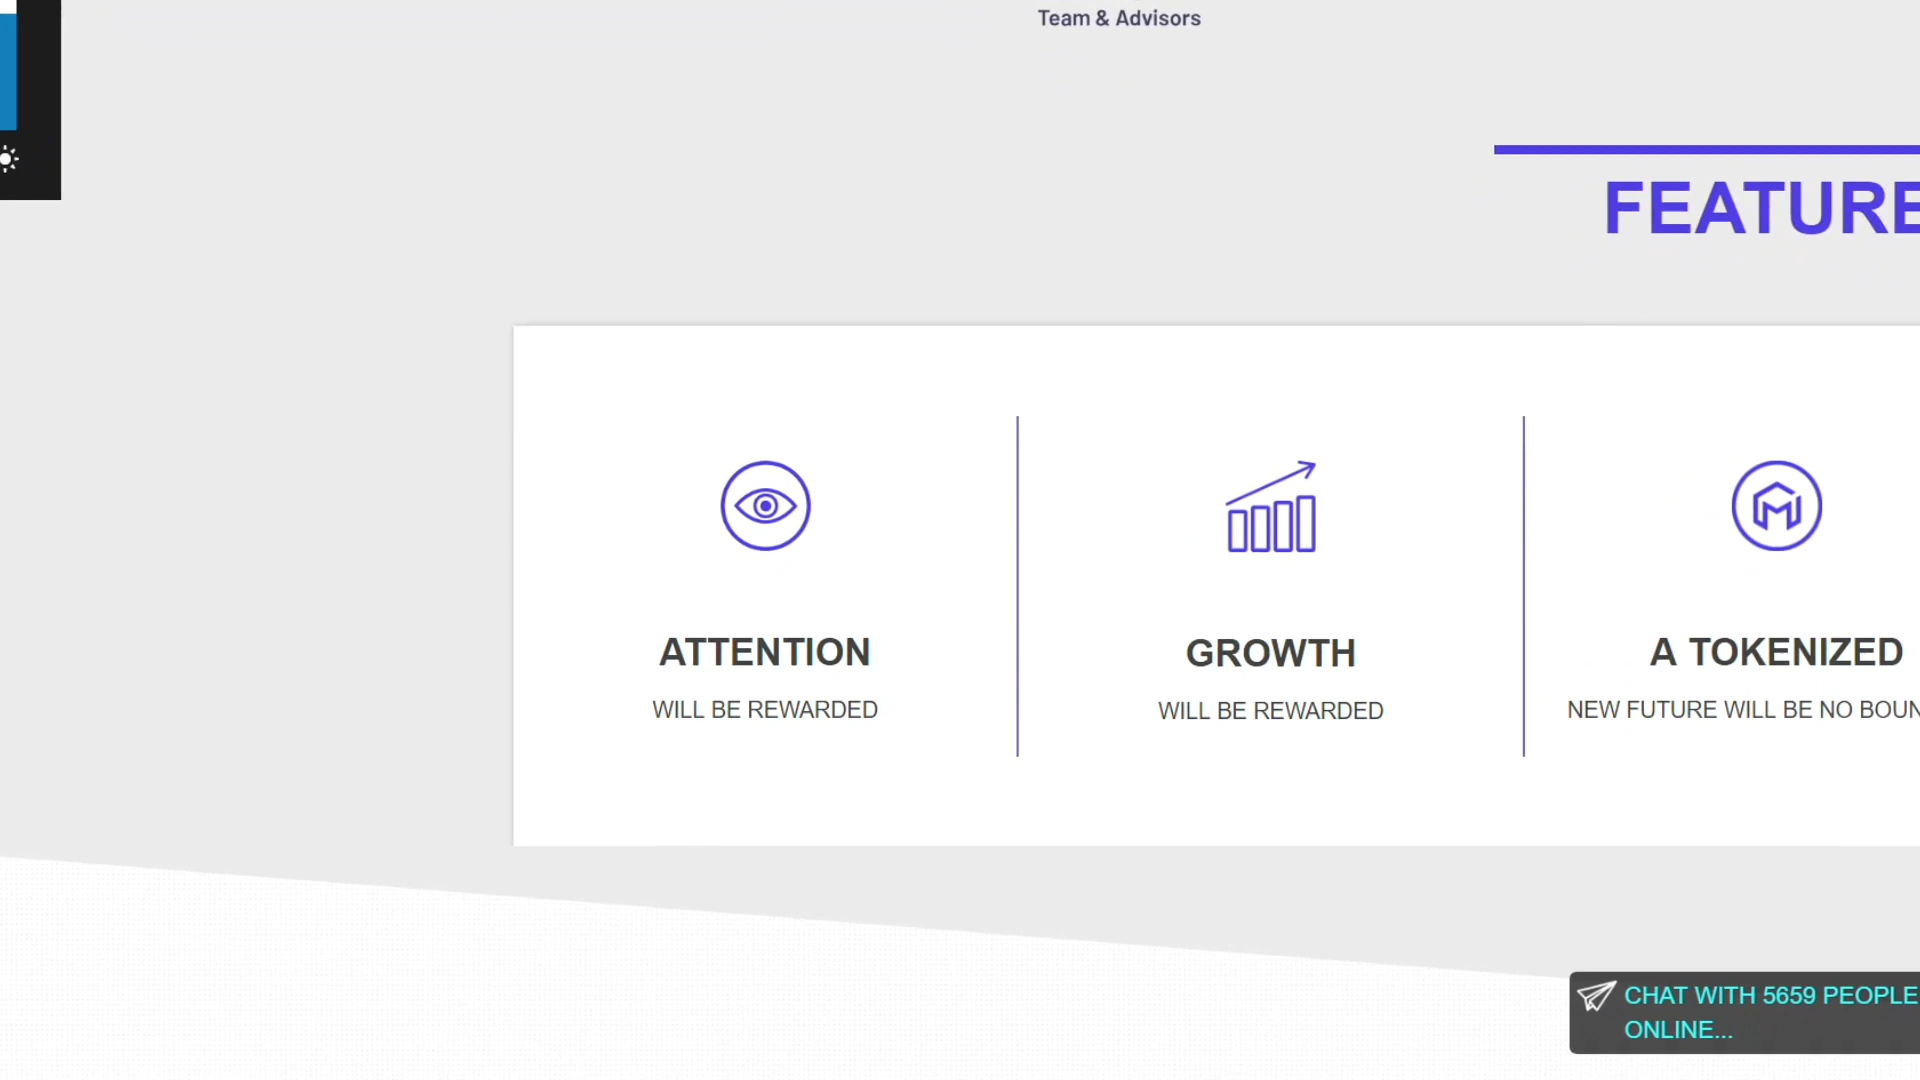 Team & Advisors
FEATURE
ATTENTION
WILL BE REWARDED
GROWTH
WILL BE REWARDED
A TOKENIZED
NEW FUTURE WILL BE NO BOUN
CHAT WITH 5659 PEOPLE
ONLINE...